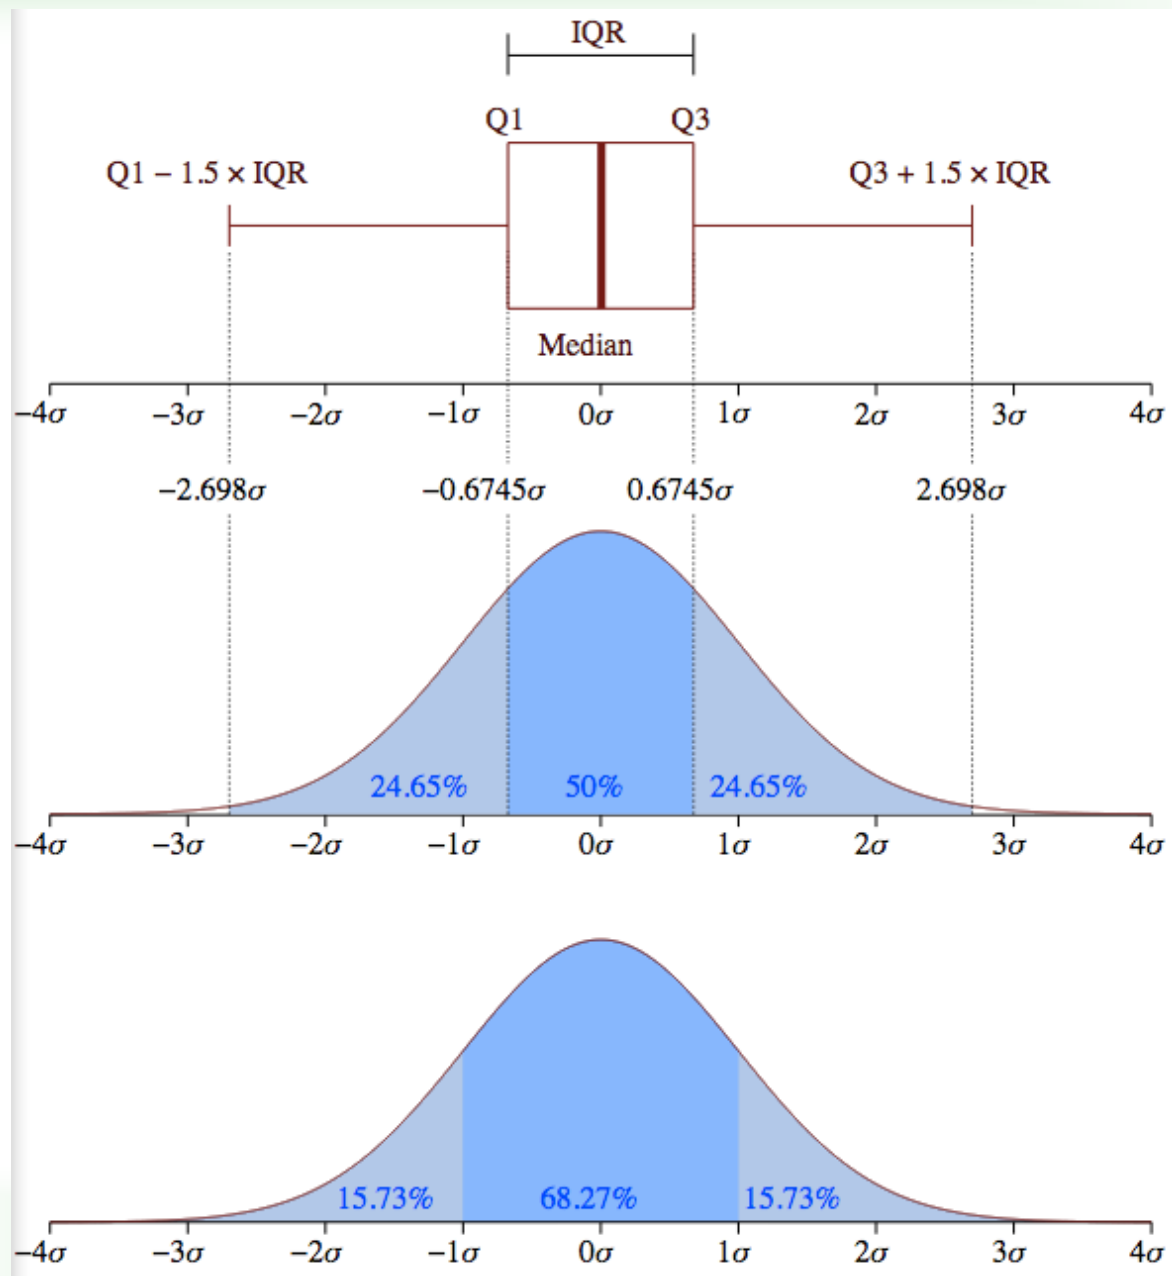 IQR
Q1 Q3
Q1 − 1.5 × IQR Q3 + 1.5 × IQR
Median
−4σ −3σ −2σ −1σ 0σ 1σ 2σ 3σ 4σ
−2.698σ −0.6745σ 0.6745σ 2.698σ
24.65% 50% 24.65%
−4σ −3σ −2σ −1σ 0σ 1σ 2σ 3σ 4σ
15.73% 68.27% 15.73%
−4σ −3σ −2σ −1σ 0σ 1σ 2σ 3σ 4σ